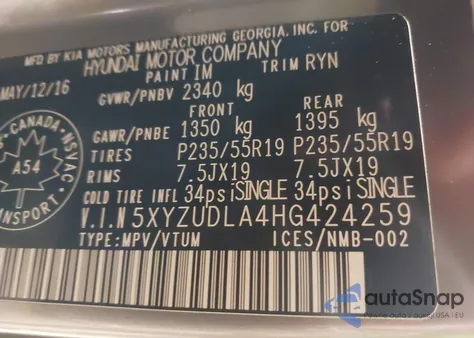 MFD BY KIA MOTORS MANUFACTURING GEORGIA, INC. FOR
HYUNDAI MOTOR COMPANY
MAY/12/16 PAINT IM TRIM RYN
GVWR/PNBV 2340 kg
FRONT REAR
GAWR/PNBE 1350 kg 1395 kg
TIRES P235/55R19 P235/55R19
RIMS 7.5JX19 7.5JX19
COLD TIRE INFL 34psi SINGLE 34psi SINGLE
V.I.N 5XYZUDLA4HG424259
TYPE: MPV/VTUM ICES/NMB-002
CANADA
NSVAC
A54
autoSnap